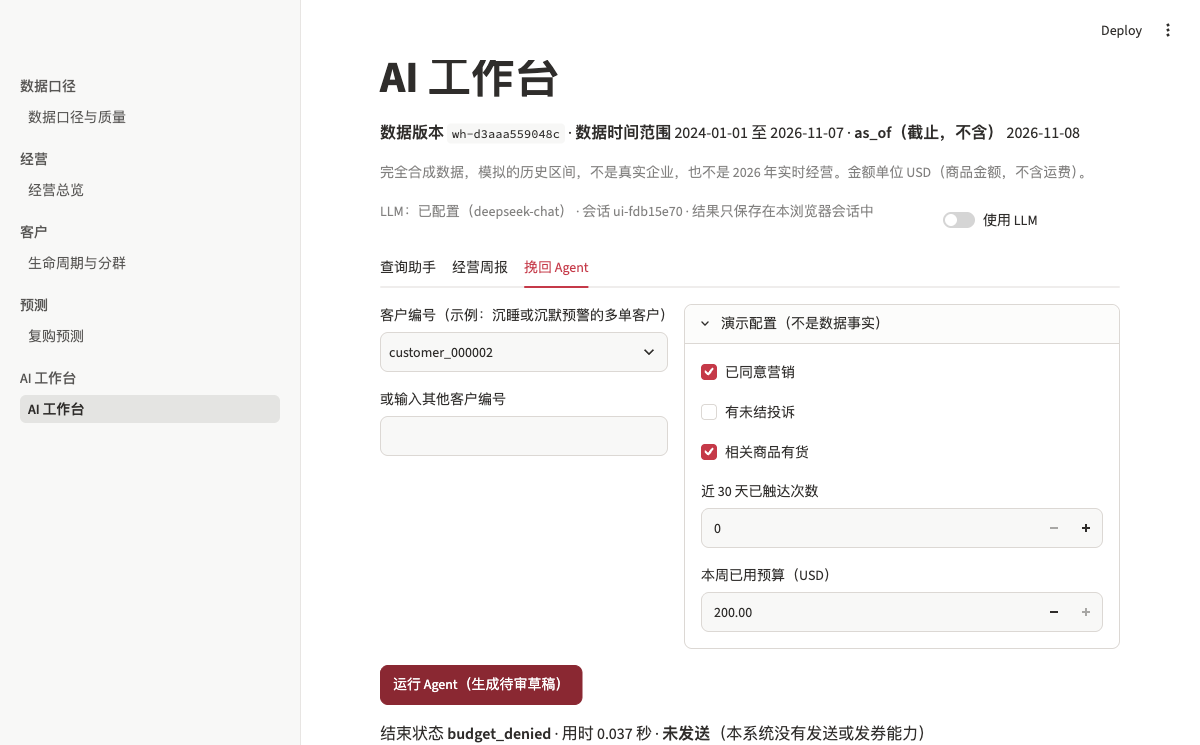 Deploy
数据口径
数据口径与质量
经营
经营总览
客户
生命周期与分群
预测
复购预测
AI 工作台
AI 工作台
AI 工作台
数据版本 wh-d3aaa559048c · 数据时间范围 2024-01-01 至 2026-11-07 · as_of（截止，不含） 2026-11-08
完全合成数据，模拟的历史区间，不是真实企业，也不是 2026 年实时经营。金额单位 USD（商品金额，不含运费）。
LLM：已配置（deepseek-chat） · 会话 ui-fdb15e70 · 结果只保存在本浏览器会话中
使用 LLM
查询助手 经营周报 挽回 Agent
客户编号（示例：沉睡或沉默预警的多单客户）
customer_000002
或输入其他客户编号
演示配置（不是数据事实）
已同意营销
有未结投诉
相关商品有货
近 30 天已触达次数
0
本周已用预算（USD）
200.00
运行 Agent（生成待审草稿）
结束状态 budget_denied · 用时 0.037 秒 · 未发送（本系统没有发送或发券能力）